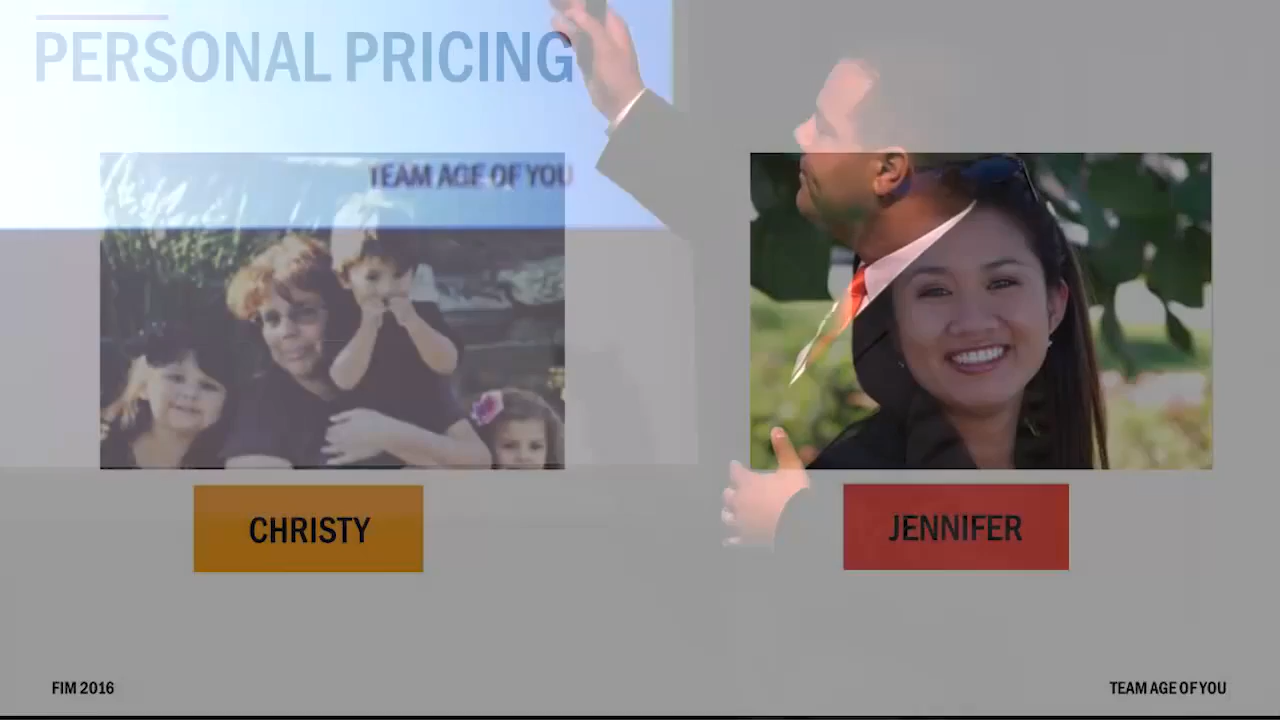 PERSONAL PRICING
TEAM AGE OF YOU
CHRISTY
JENNIFER
FIM 2016
TEAM AGE OF YOU